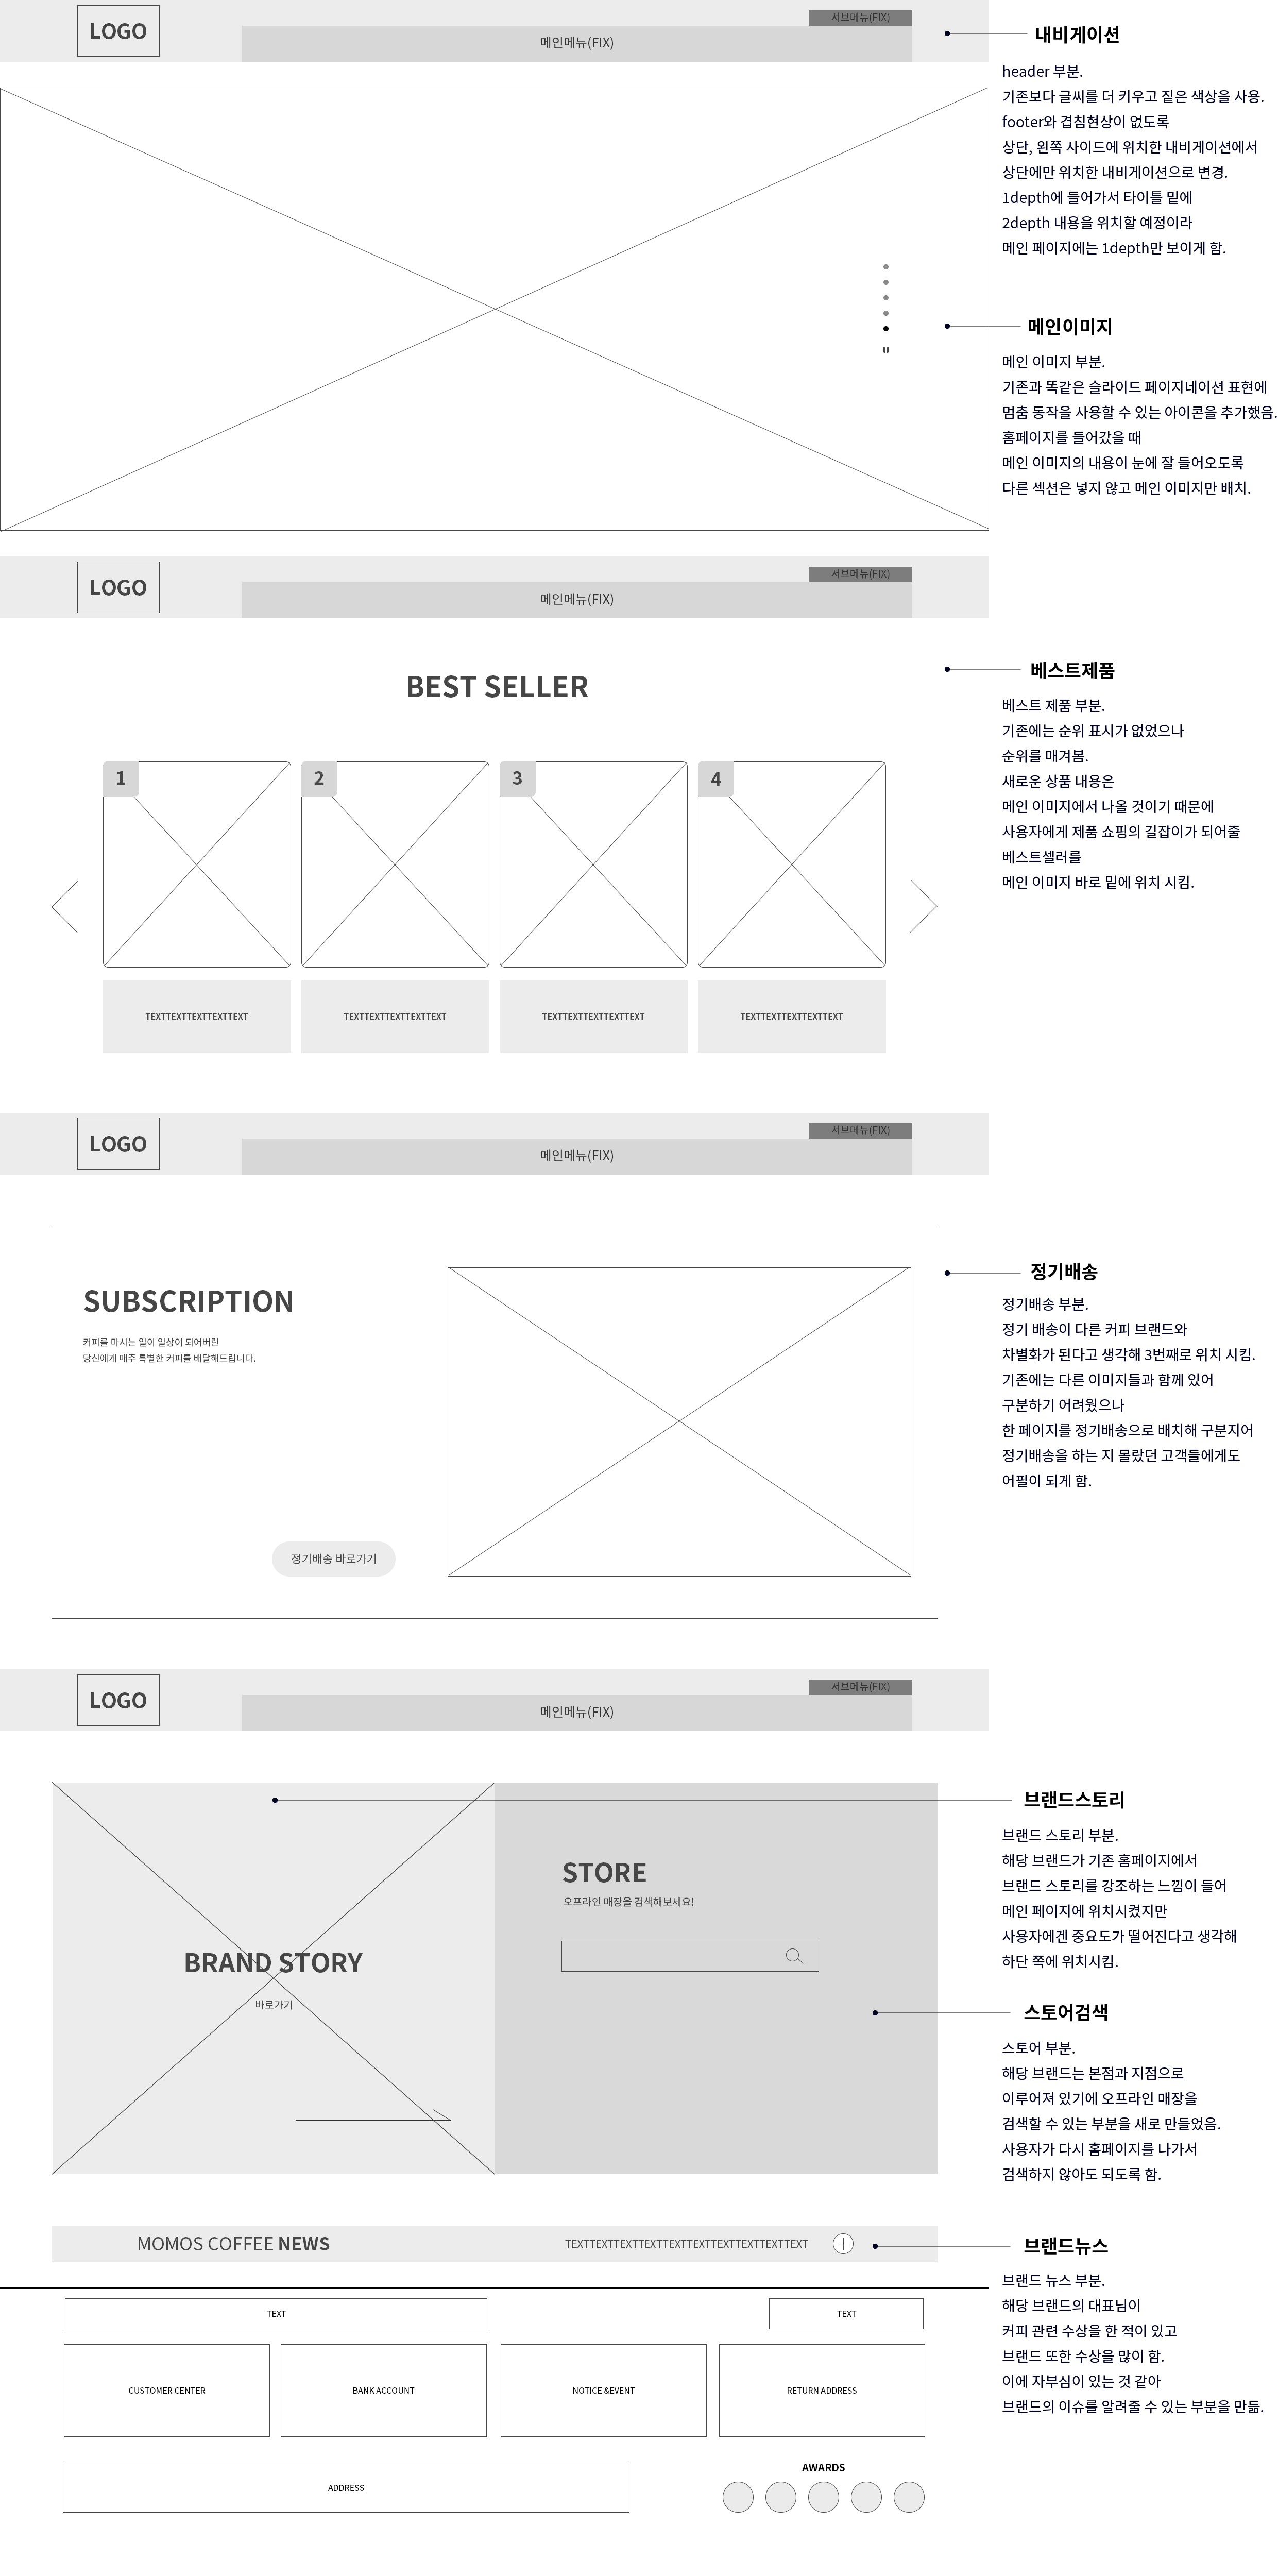 LOGO
서브메뉴(FIX)
메인메뉴(FIX)
내비게이션
header 부분.
기존보다 글씨를 더 키우고 짙은 색상을 사용.
footer와 겹침현상이 없도록
상단, 왼쪽 사이드에 위치한 내비게이션에서
상단에만 위치한 내비게이션으로 변경.
1depth에 들어가서 타이틀 밑에
2depth 내용을 위치할 예정이라
메인 페이지에는 1depth만 보이게 함.
메인이미지
메인 이미지 부분.
기존과 똑같은 슬라이드 페이지네이션 표현에
멈춤 동작을 사용할 수 있는 아이콘을 추가했음.
홈페이지를 들어갔을 때
메인 이미지의 내용이 눈에 잘 들어오도록
다른 섹션은 넣지 않고 메인 이미지만 배치.
LOGO
서브메뉴(FIX)
메인메뉴(FIX)
BEST SELLER
1
2
3
4
TEXTTEXTTEXTTEXTTEXT
TEXTTEXTTEXTTEXTTEXT
TEXTTEXTTEXTTEXTTEXT
TEXTTEXTTEXTTEXTTEXT
베스트제품
베스트 제품 부분.
기존에는 순위 표시가 없었으나
순위를 매겨봄.
새로운 상품 내용은
메인 이미지에서 나올 것이기 때문에
사용자에게 제품 쇼핑의 길잡이가 되어줄
베스트셀러를
메인 이미지 바로 밑에 위치 시킴.
LOGO
서브메뉴(FIX)
메인메뉴(FIX)
SUBSCRIPTION
커피를 마시는 일이 일상이 되어버린
당신에게 매주 특별한 커피를 배달해드립니다.
정기배송 바로가기
정기배송
정기배송 부분.
정기 배송이 다른 커피 브랜드와
차별화가 된다고 생각해 3번째로 위치 시킴.
기존에는 다른 이미지들과 함께 있어
구분하기 어려웠으나
한 페이지를 정기배송으로 배치해 구분지어
정기배송을 하는 지 몰랐던 고객들에게도
어필이 되게 함.
LOGO
서브메뉴(FIX)
메인메뉴(FIX)
BRAND STORY
바로가기
STORE
오프라인 매장을 검색해보세요!
브랜드스토리
브랜드 스토리 부분.
해당 브랜드가 기존 홈페이지에서
브랜드 스토리를 강조하는 느낌이 들어
메인 페이지에 위치시켰지만
사용자에겐 중요도가 떨어진다고 생각해
하단 쪽에 위치시킴.
스토어검색
스토어 부분.
해당 브랜드는 본점과 지점으로
이루어져 있기에 오프라인 매장을
검색할 수 있는 부분을 새로 만들었음.
사용자가 다시 홈페이지를 나가서
검색하지 않아도 되도록 함.
MOMOS COFFEE NEWS
TEXTTEXTTEXTTEXTTEXTTEXTTEXTTEXTTEXTTEXT
브랜드뉴스
브랜드 뉴스 부분.
해당 브랜드의 대표님이
커피 관련 수상을 한 적이 있고
브랜드 또한 수상을 많이 함.
이에 자부심이 있는 것 같아
브랜드의 이슈를 알려줄 수 있는 부분을 만듦.
TEXT
TEXT
CUSTOMER CENTER
BANK ACCOUNT
NOTICE &EVENT
RETURN ADDRESS
ADDRESS
AWARDS